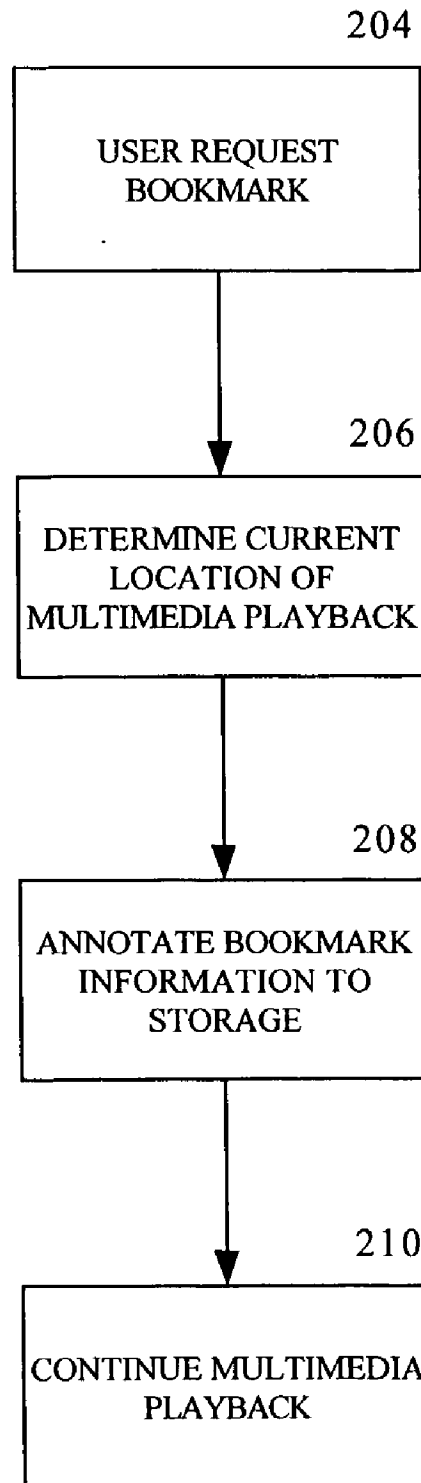 204
USER REQUEST
BOOKMARK
206
DETERMINE CURRENT
LOCATION OF
MULTIMEDIA PLAYBACK
208
ANNOTATE BOOKMARK
INFORMATION TO
STORAGE
210
CONTINUE MULTIMEDIA
PLAYBACK